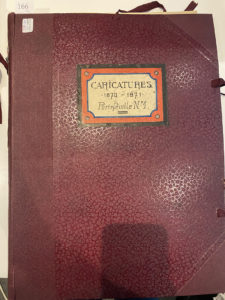 166
CARICATURES
1870 - 1871
Portefeuille N°1